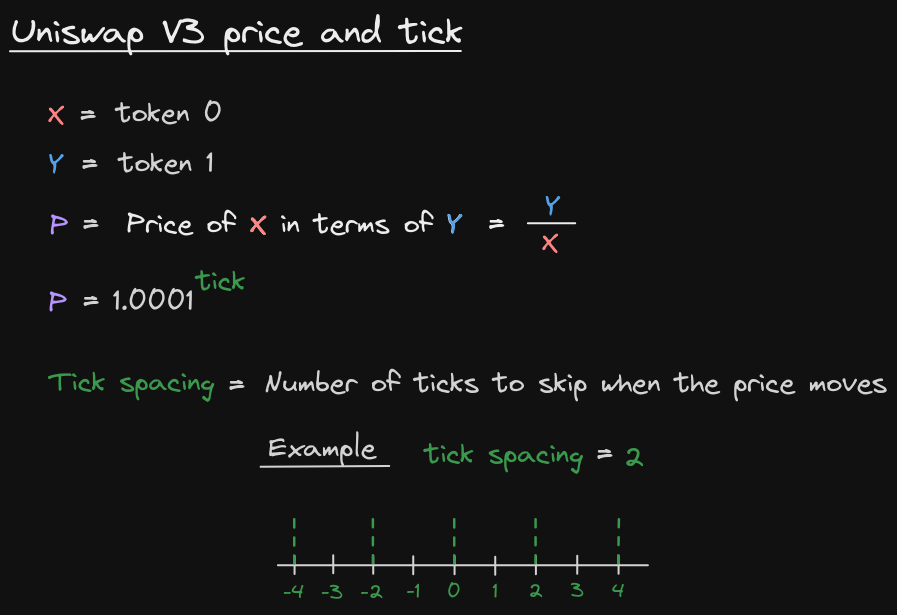 Uniswap V3 price and tick
X = token 0
Y = token 1
P = Price of X in terms of Y = Y / X
P = 1.0001^tick
Tick spacing = Number of ticks to skip when the price moves
Example tick spacing = 2
-4 -3 -2 -1 0 1 2 3 4